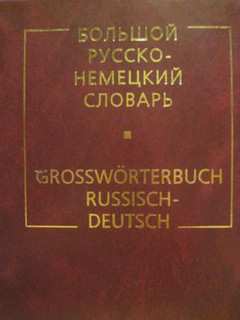 БОЛЬШОЙ
РУССКО-
НЕМЕЦКИЙ
СЛОВАРЬ
GROSSWÖRTERBUCH
RUSSISCH-
DEUTSCH